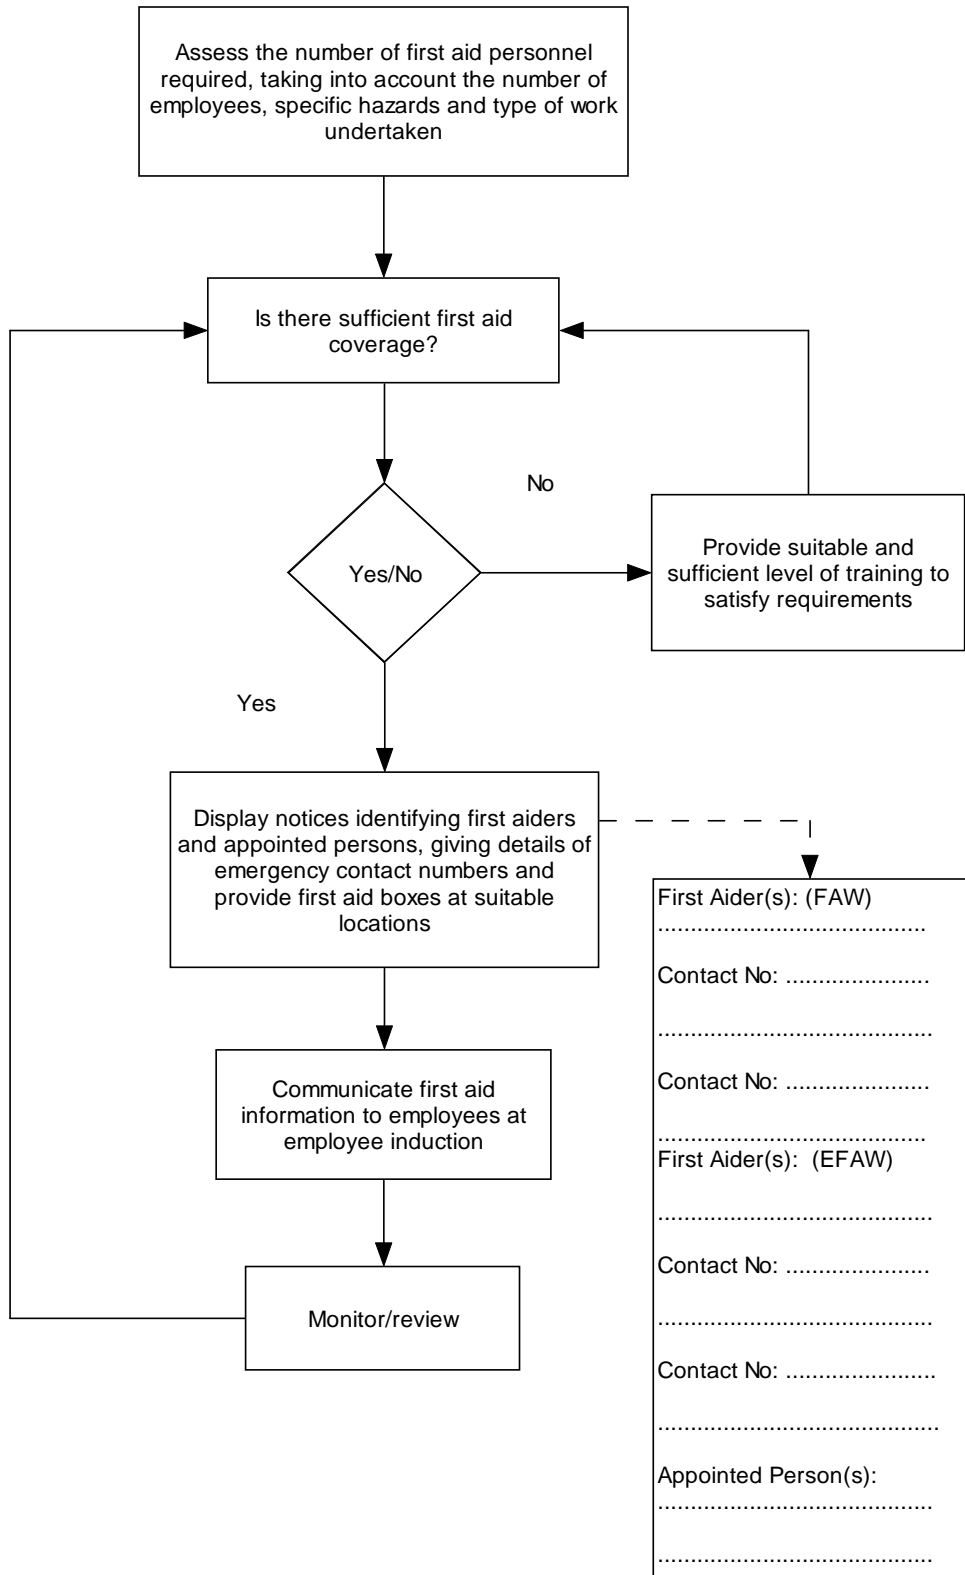 Assess the number of first aid personnel
required, taking into account the number of
employees, specific hazards and type of work
undertaken
Is there sufficient first aid
coverage?
No
Yes/No
Provide suitable and
sufficient level of training to
satisfy requirements
Yes
Display notices identifying first aiders
and appointed persons, giving details of
emergency contact numbers and
provide first aid boxes at suitable
locations
Communicate first aid
information to employees at
employee induction
Monitor/review
First Aider(s): (FAW)
.........................................
Contact No: ......................
..........................................
Contact No: ......................
.........................................
First Aider(s):  (EFAW)
..........................................
Contact No: ......................
..........................................
Contact No: .......................
...........................................
Appointed Person(s):
..........................................
..........................................